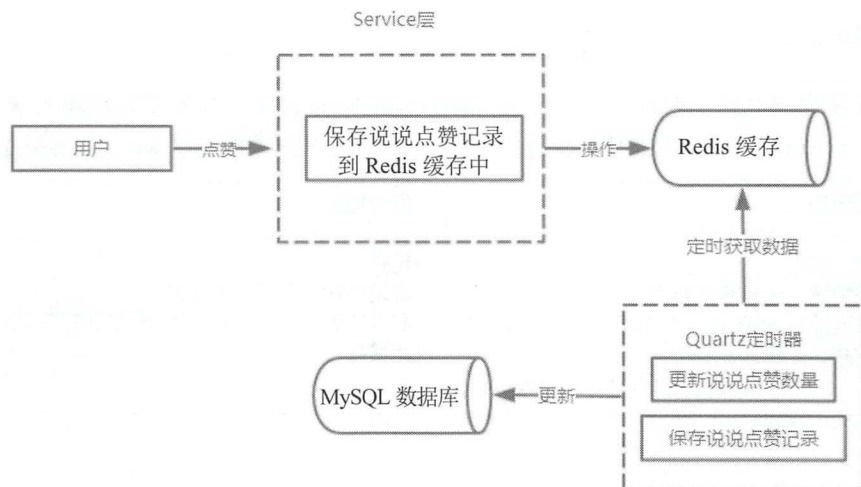 Service层
用户
点赞
保存说说点赞记录
到 Redis 缓存中
操作
Redis 缓存
定时获取数据
Quartz定时器
更新说说点赞数量
MySQL 数据库
更新
保存说说点赞记录